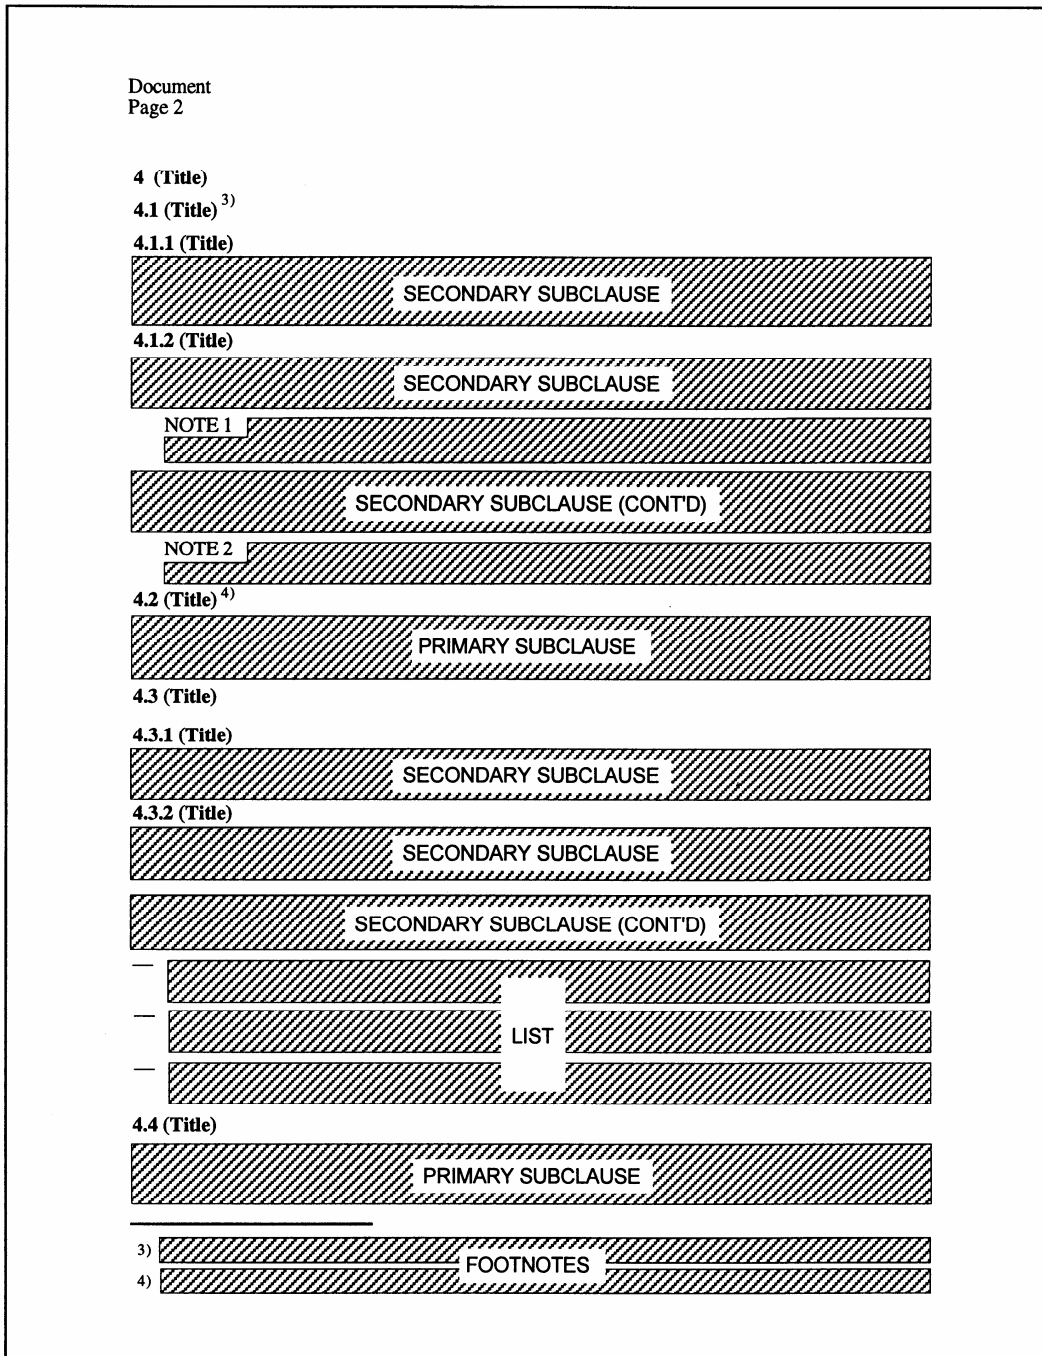 Document
Page 2
4 (Title)
4.1 (Title) 3)
4.1.1 (Title)
SECONDARY SUBCLAUSE
4.1.2 (Title)
SECONDARY SUBCLAUSE
NOTE 1
SECONDARY SUBCLAUSE (CONT'D)
NOTE 2
4.2 (Title) 4)
PRIMARY SUBCLAUSE
4.3 (Title)
4.3.1 (Title)
SECONDARY SUBCLAUSE
4.3.2 (Title)
SECONDARY SUBCLAUSE
SECONDARY SUBCLAUSE (CONT'D)
—
—
LIST
—
4.4 (Title)
PRIMARY SUBCLAUSE
3)
FOOTNOTES
4)